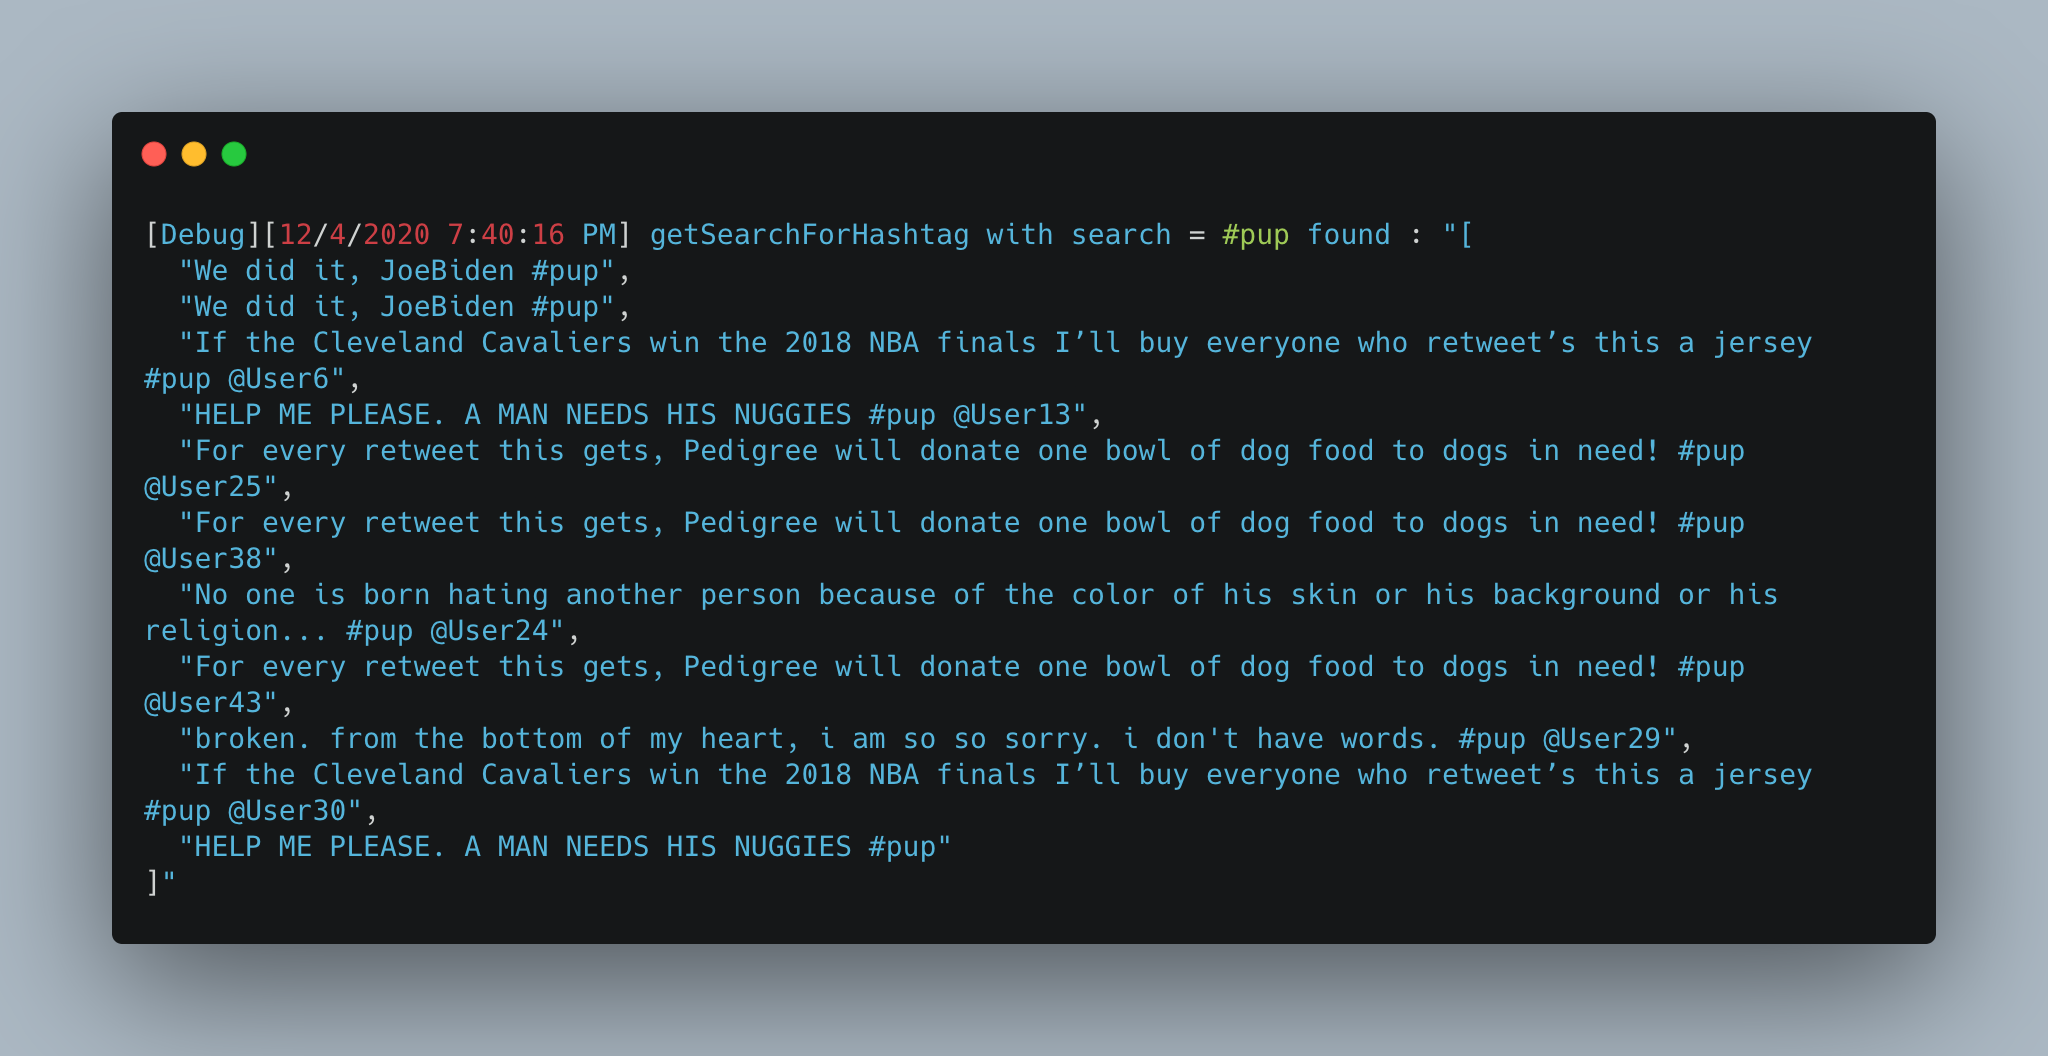 [Debug][12/4/2020 7:40:16 PM] getSearchForHashtag with search = #pup found : "[
"We did it, JoeBiden #pup",
"We did it, JoeBiden #pup",
"If the Cleveland Cavaliers win the 2018 NBA finals I’ll buy everyone who retweet’s this a jersey
#pup @User6",
"HELP ME PLEASE. A MAN NEEDS HIS NUGGIES #pup @User13",
"For every retweet this gets, Pedigree will donate one bowl of dog food to dogs in need! #pup
@User25",
"For every retweet this gets, Pedigree will donate one bowl of dog food to dogs in need! #pup
@User38",
"No one is born hating another person because of the color of his skin or his background or his
religion... #pup @User24",
"For every retweet this gets, Pedigree will donate one bowl of dog food to dogs in need! #pup
@User43",
"broken. from the bottom of my heart, i am so so sorry. i don't have words. #pup @User29",
"If the Cleveland Cavaliers win the 2018 NBA finals I’ll buy everyone who retweet’s this a jersey
#pup @User30",
"HELP ME PLEASE. A MAN NEEDS HIS NUGGIES #pup"
]"